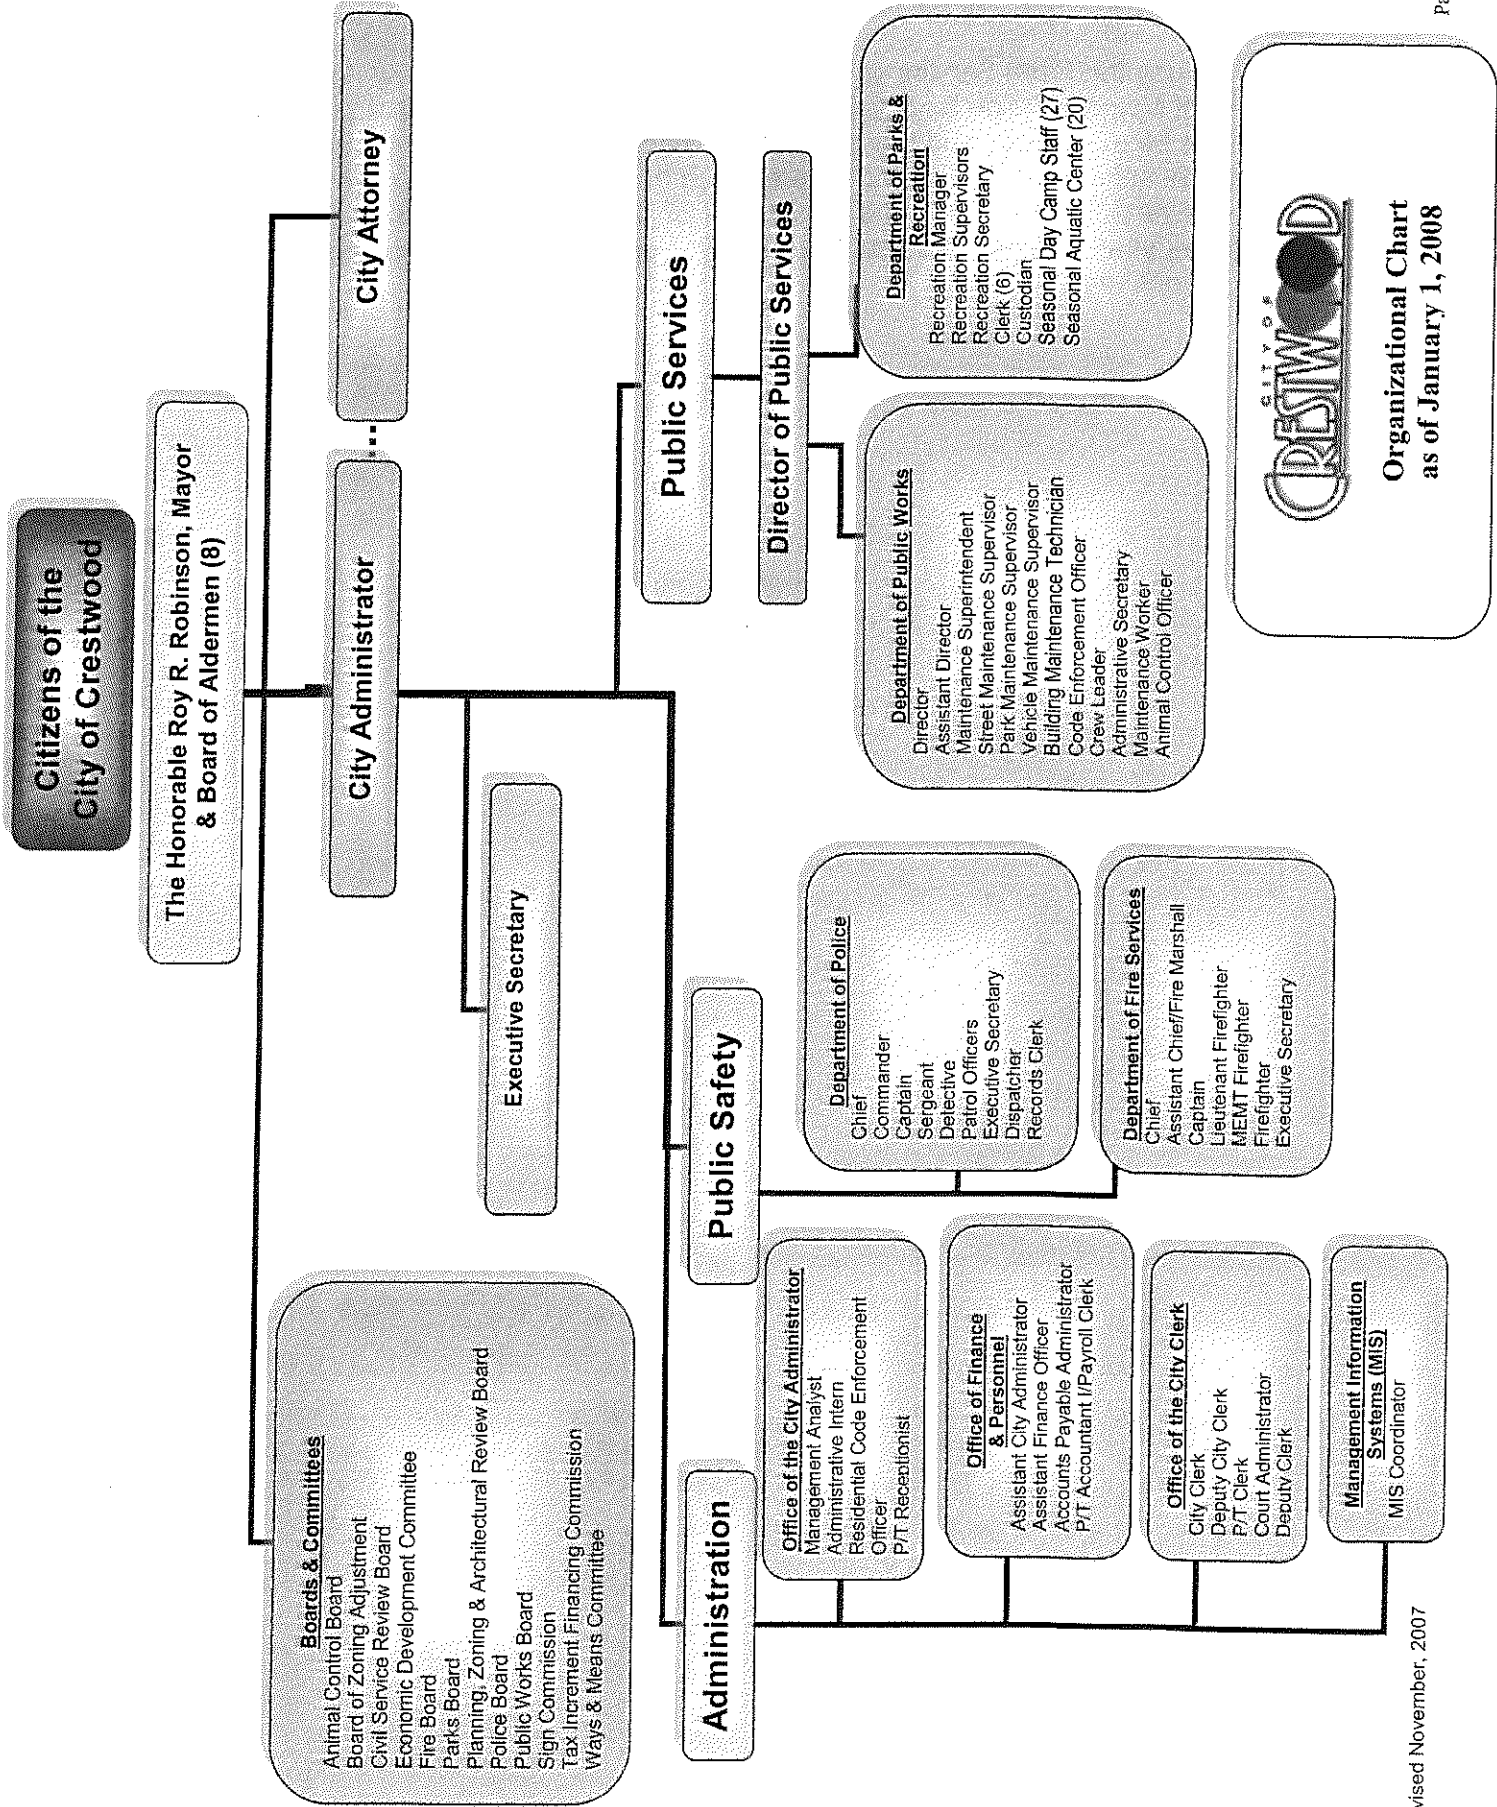 Citizens of the
City of Crestwood
The Honorable Roy R. Robinson, Mayor
& Board of Aldermen (8)
City Administrator
City Attorney
Boards & Committees
Animal Control Board
Board of Zoning Adjustment
Civil Service Review Board
Economic Development Committee
Fire Board
Parks Board
Planning, Zoning & Architectural Review Board
Police Board
Public Works Board
Sign Commission
Tax Increment Financing Commission
Ways & Means Committee
Executive Secretary
Administration
Office of the City Administrator
Management Analyst
Administrative Intern
Residential Code Enforcement
Officer
P/T Receptionist
Office of Finance
& Personnel
Assistant City Administrator
Assistant Finance Officer
Accounts Payable Administrator
P/T Accountant I/Payroll Clerk
Office of the City Clerk
City Clerk
Deputy City Clerk
P/T Clerk
Court Administrator
Deputy Clerk
Management Information
Systems (MIS)
MIS Coordinator
Public Safety
Department of Police
Chief
Commander
Captain
Sergeant
Detective
Patrol Officers
Executive Secretary
Dispatcher
Records Clerk
Department of Fire Services
Chief
Assistant Chief/Fire Marshall
Captain
Lieutenant Firefighter
MEMT Firefighter
Firefighter
Executive Secretary
Public Services
Director of Public Services
Department of Public Works
Director
Assistant Director
Maintenance Superintendent
Street Maintenance Supervisor
Park Maintenance Supervisor
Vehicle Maintenance Supervisor
Building Maintenance Technician
Code Enforcement Officer
Crew Leader
Administrative Secretary
Maintenance Worker
Animal Control Officer
Department of Parks &
Recreation
Recreation Manager
Recreation Supervisors
Recreation Secretary
Clerk (6)
Custodian
Seasonal Day Camp Staff (27)
Seasonal Aquatic Center (20)
CITY OF
CRESTWOOD
Organizational Chart
as of January 1, 2008
vised November, 2007
Pa